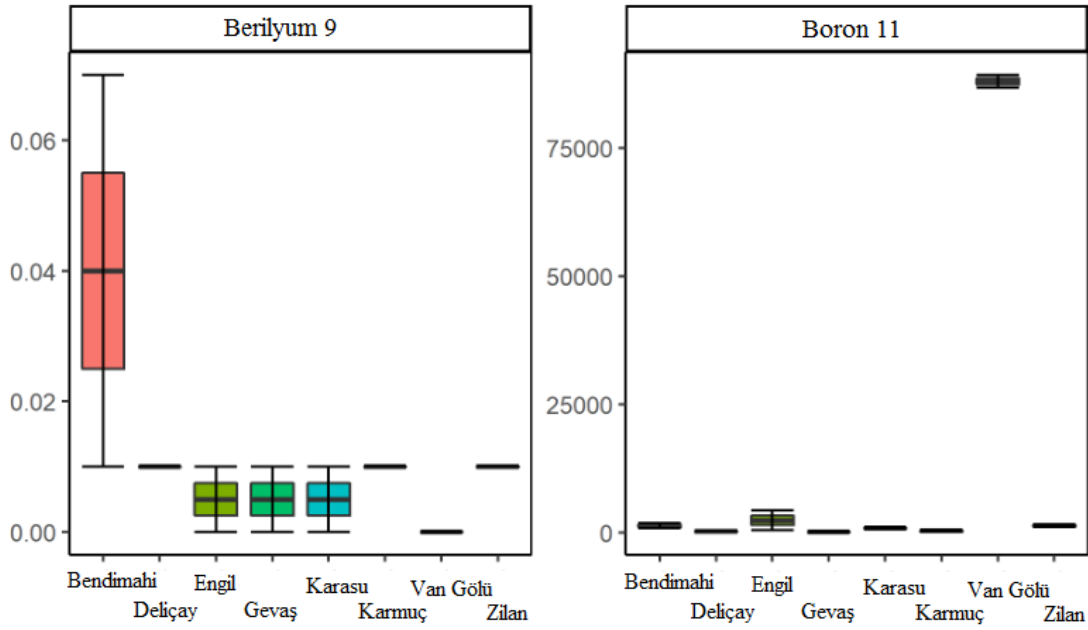 Berilyum 9
0.06
0.04
0.02
0.00
Bendimahi Engil Karasu Van Gölü
Deliçay Gevaş Karmuç Zilan
Boron 11
75000
50000
25000
0
Bendimahi Engil Karasu Van Gölü
Deliçay Gevaş Karmuç Zilan